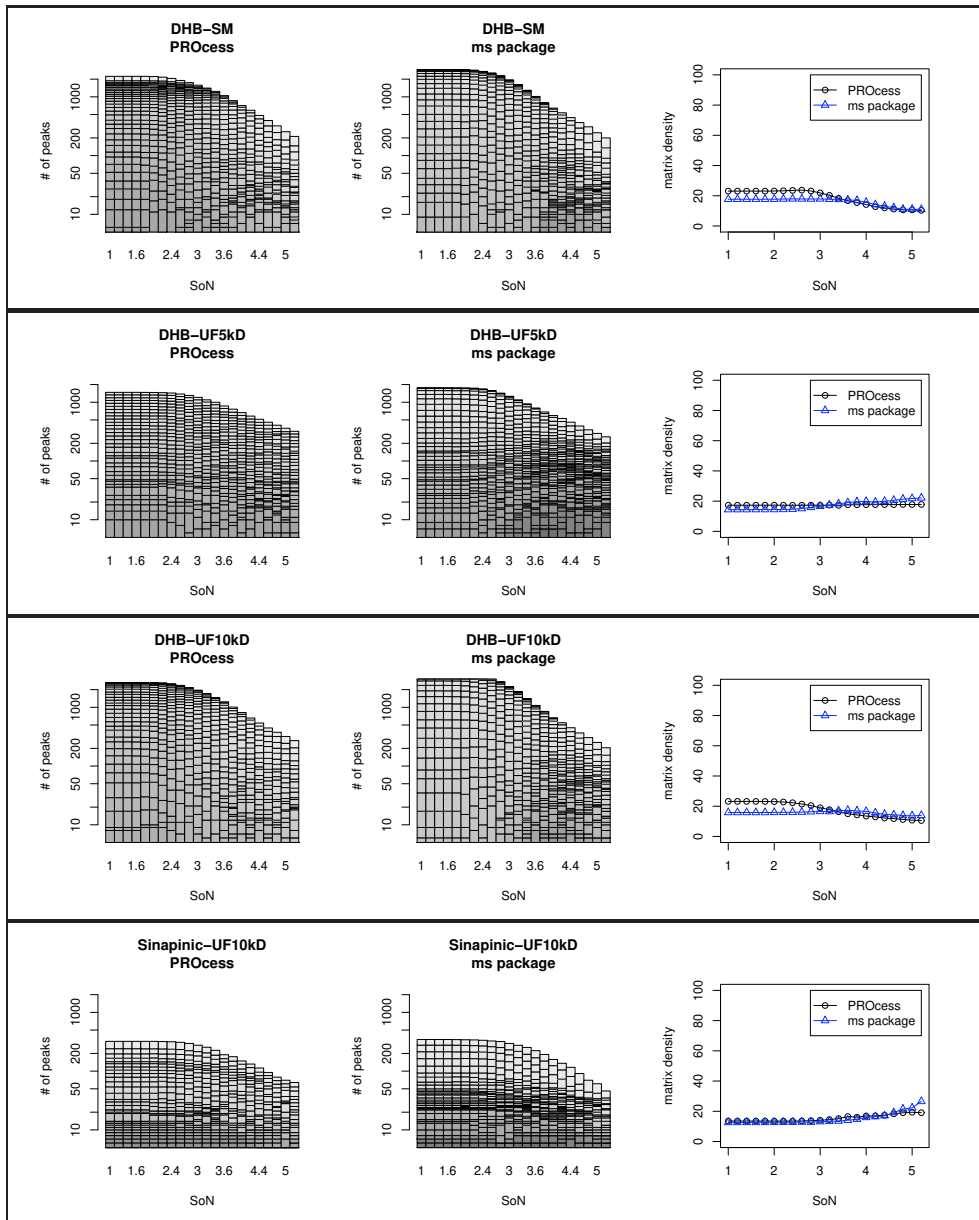 DHB−SM
PROcess
# of peaks
10
50
200
1000
1
1.6
2.4
3
3.6
4.4
5
SoN
DHB−SM
ms package
# of peaks
10
50
200
1000
1
1.6
2.4
3
3.6
4.4
5
SoN
matrix density
0
20
40
60
80
100
PROcess
ms package
1
2
3
4
5
SoN
DHB−UF5kD
PROcess
# of peaks
10
50
200
1000
1
1.6
2.4
3
3.6
4.4
5
SoN
DHB−UF5kD
ms package
# of peaks
10
50
200
1000
1
1.6
2.4
3
3.6
4.4
5
SoN
matrix density
0
20
40
60
80
100
PROcess
ms package
1
2
3
4
5
SoN
DHB−UF10kD
PROcess
# of peaks
10
50
200
1000
1
1.6
2.4
3
3.6
4.4
5
SoN
DHB−UF10kD
ms package
# of peaks
10
50
200
1000
1
1.6
2.4
3
3.6
4.4
5
SoN
matrix density
0
20
40
60
80
100
PROcess
ms package
1
2
3
4
5
SoN
Sinapinic−UF10kD
PROcess
# of peaks
10
50
200
1000
1
1.6
2.4
3
3.6
4.4
5
SoN
Sinapinic−UF10kD
ms package
# of peaks
10
50
200
1000
1
1.6
2.4
3
3.6
4.4
5
SoN
matrix density
0
20
40
60
80
100
PROcess
ms package
1
2
3
4
5
SoN